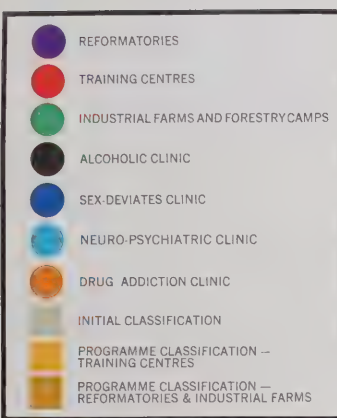 REFORMATORIES
TRAINING CENTRES
INDUSTRIAL FARMS AND FORESTRY CAMPS
ALCOHOLIC CLINIC
SEX-DEVIATES CLINIC
NEURO-PSYCHIATRIC CLINIC
DRUG ADDICTION CLINIC
INITIAL CLASSIFICATION
PROGRAMME CLASSIFICATION —
TRAINING CENTRES
PROGRAMME CLASSIFICATION —
REFORMATORIES & INDUSTRIAL FARMS